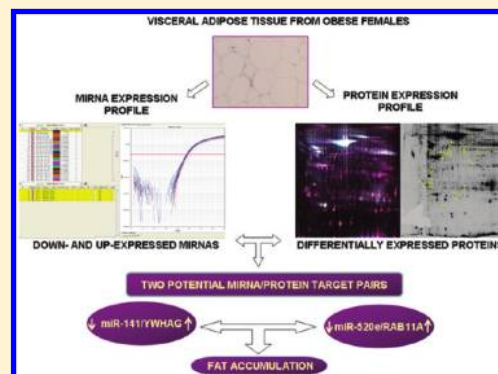 VISCERAL ADIPOSE TISSUE FROM OBESE FEMALES
MIRNA EXPRESSION
PROFILE
PROTEIN EXPRESSION
PROFILE
DOWN- AND UP-EXPRESSED MIRNAS
DIFFERENTIALLY EXPRESSED PROTEINS
TWO POTENTIAL MIRNA/PROTEIN TARGET PAIRS
↓ miR-141/YWHAG ↑
↓ miR-520e/RAB11A ↑
FAT ACCUMULATION